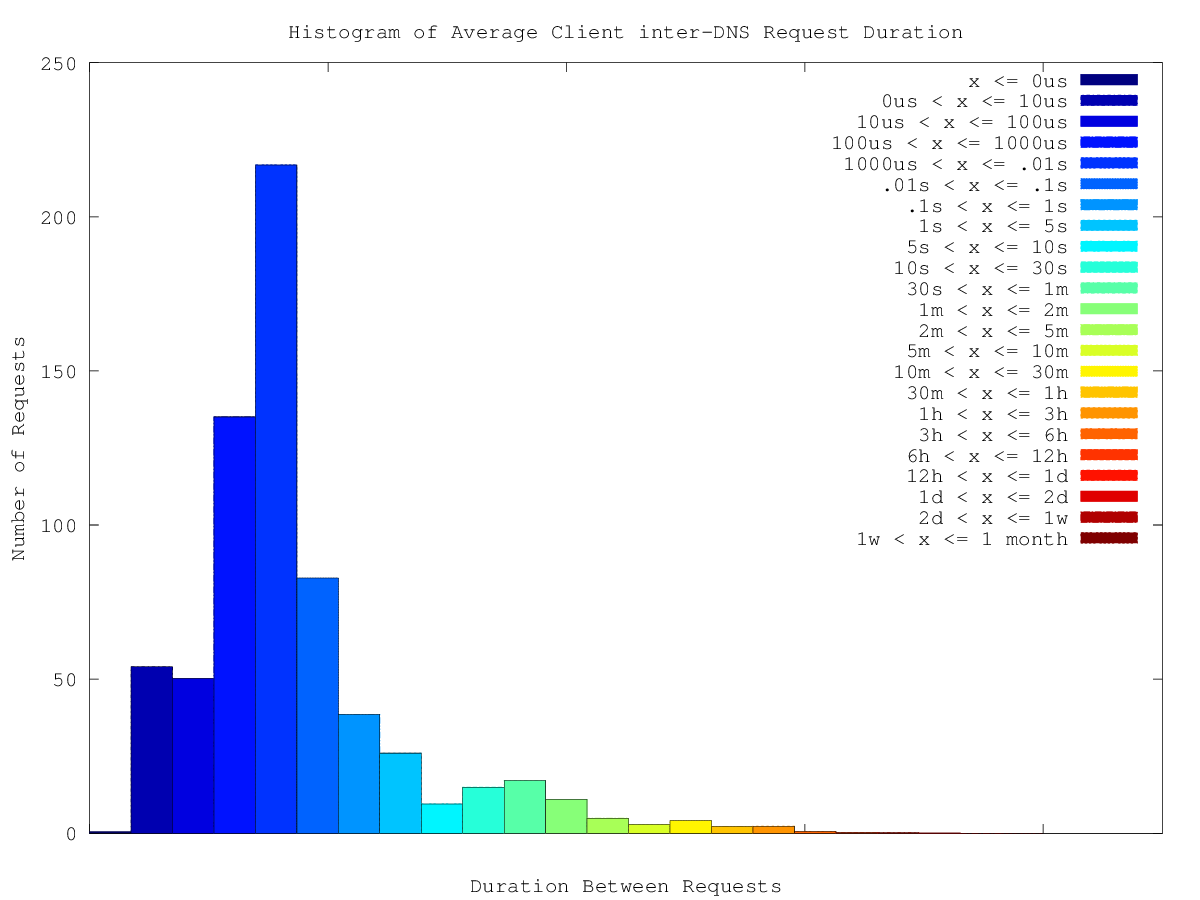 Histogram of Average Client inter-DNS Request Duration
250
200
150
100
50
0
Number of Requests
x <= 0us
0us < x <= 10us
10us < x <= 100us
100us < x <= 1000us
1000us < x <= .01s
.01s < x <= .1s
.1s < x <= 1s
1s < x <= 5s
5s < x <= 10s
10s < x <= 30s
30s < x <= 1m
1m < x <= 2m
2m < x <= 5m
5m < x <= 10m
10m < x <= 30m
30m < x <= 1h
1h < x <= 3h
3h < x <= 6h
6h < x <= 12h
12h < x <= 1d
1d < x <= 2d
2d < x <= 1w
1w < x <= 1 month
Duration Between Requests